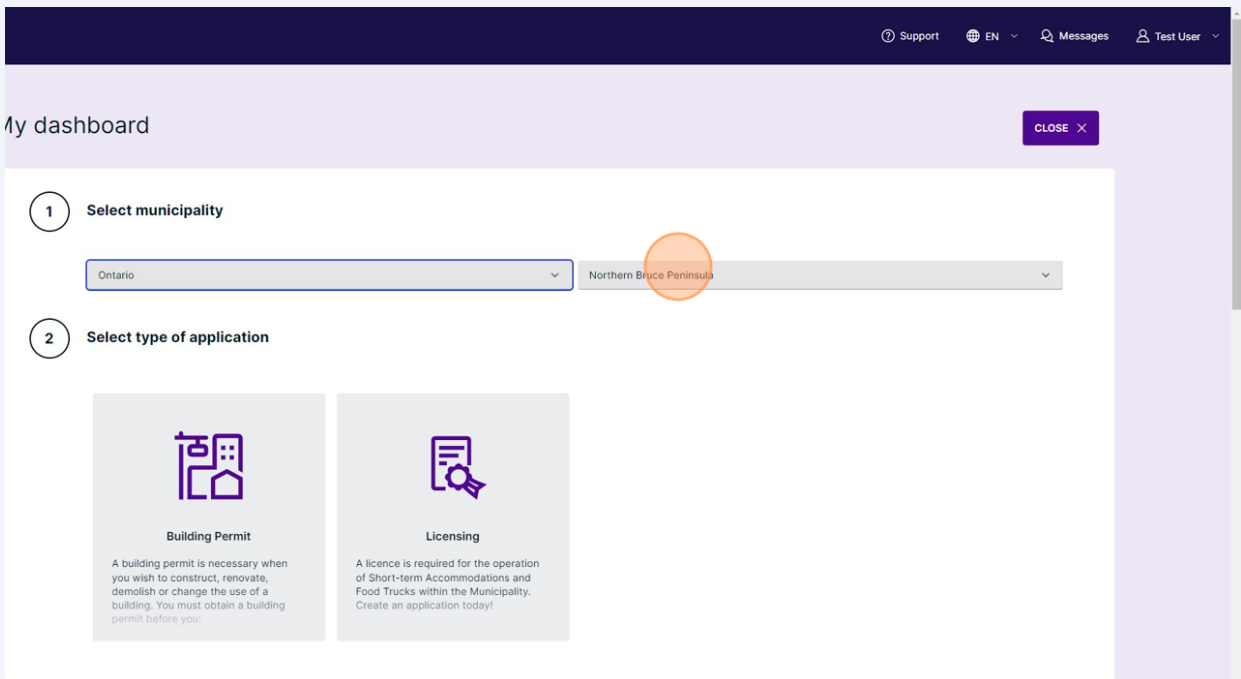 Support
EN
Messages
Test User
My dashboard
CLOSE
1
Select municipality
Ontario
Northern Bruce Peninsula
2
Select type of application
Building Permit
A building permit is necessary when
you wish to construct, renovate,
demolish or change the use of a
building. You must obtain a building
permit before you:
Licensing
A licence is required for the operation
of Short-term Accommodations and
Food Trucks within the Municipality.
Create an application today!